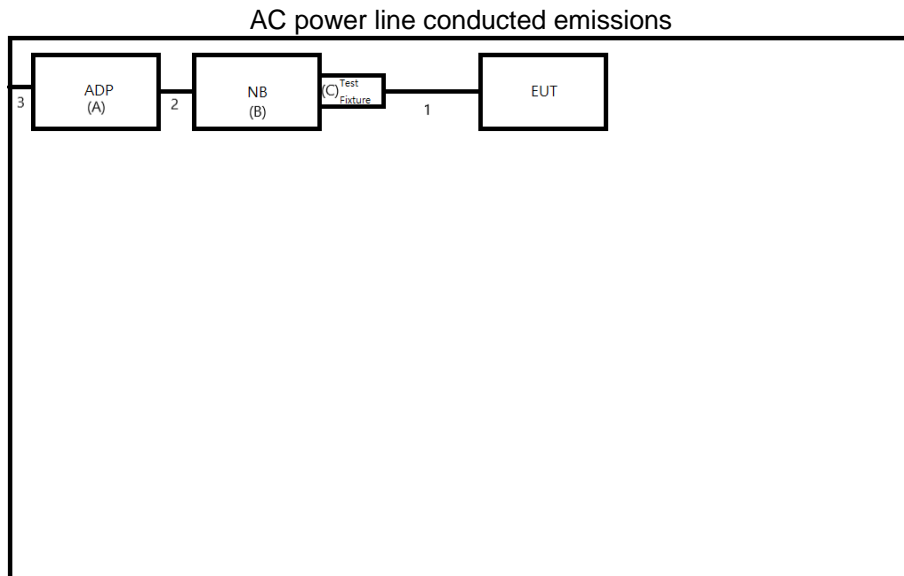 AC power line conducted emissions
ADP
(A)
NB
(B)
(C)
Test
Fixture
EUT
3
2
1